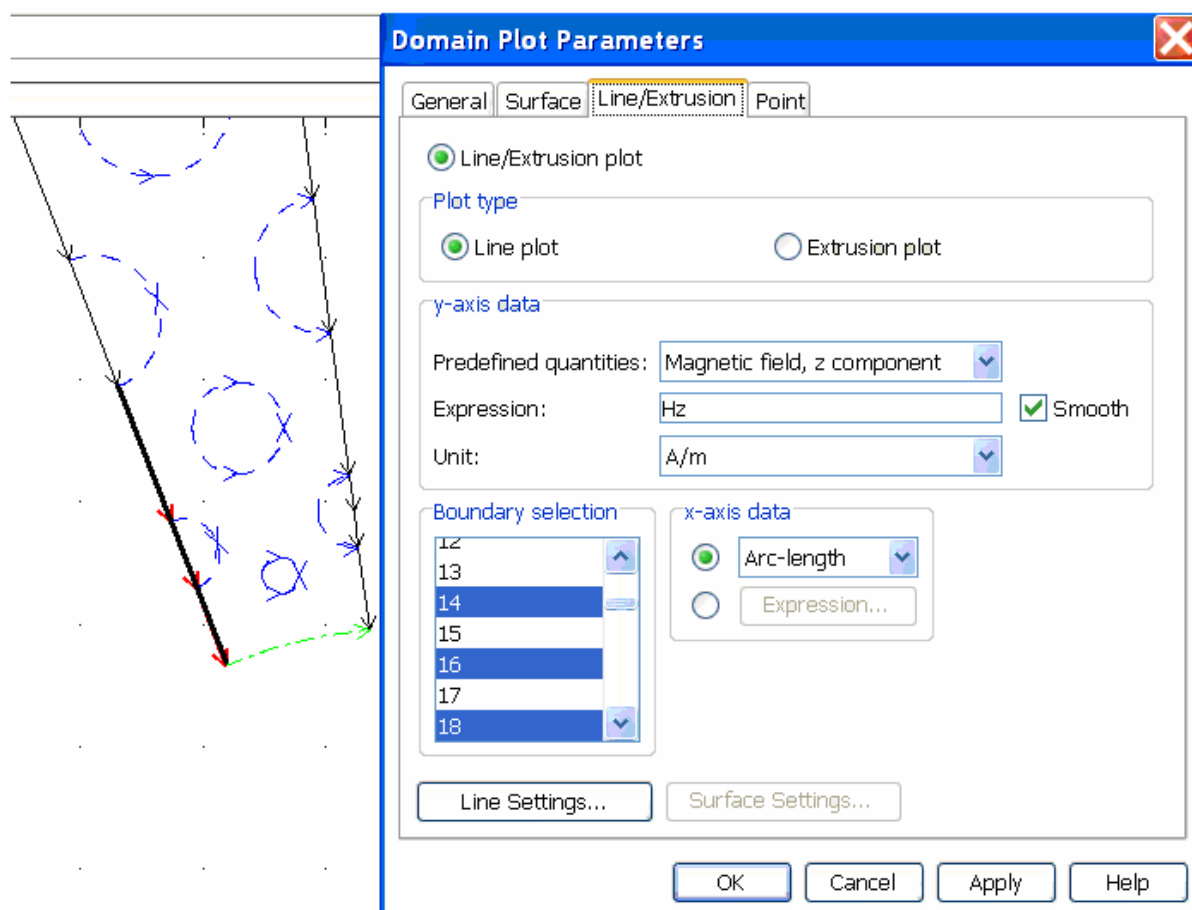 Domain Plot Parameters
General Surface Line/Extrusion Point
Line/Extrusion plot
Plot type
Line plot Extrusion plot
y-axis data
Predefined quantities: Magnetic field, z component
Expression: Hz Smooth
Unit: A/m
Boundary selection
12
13
14
15
16
17
18
x-axis data
Arc-length
Expression...
Line Settings... Surface Settings...
OK Cancel Apply Help